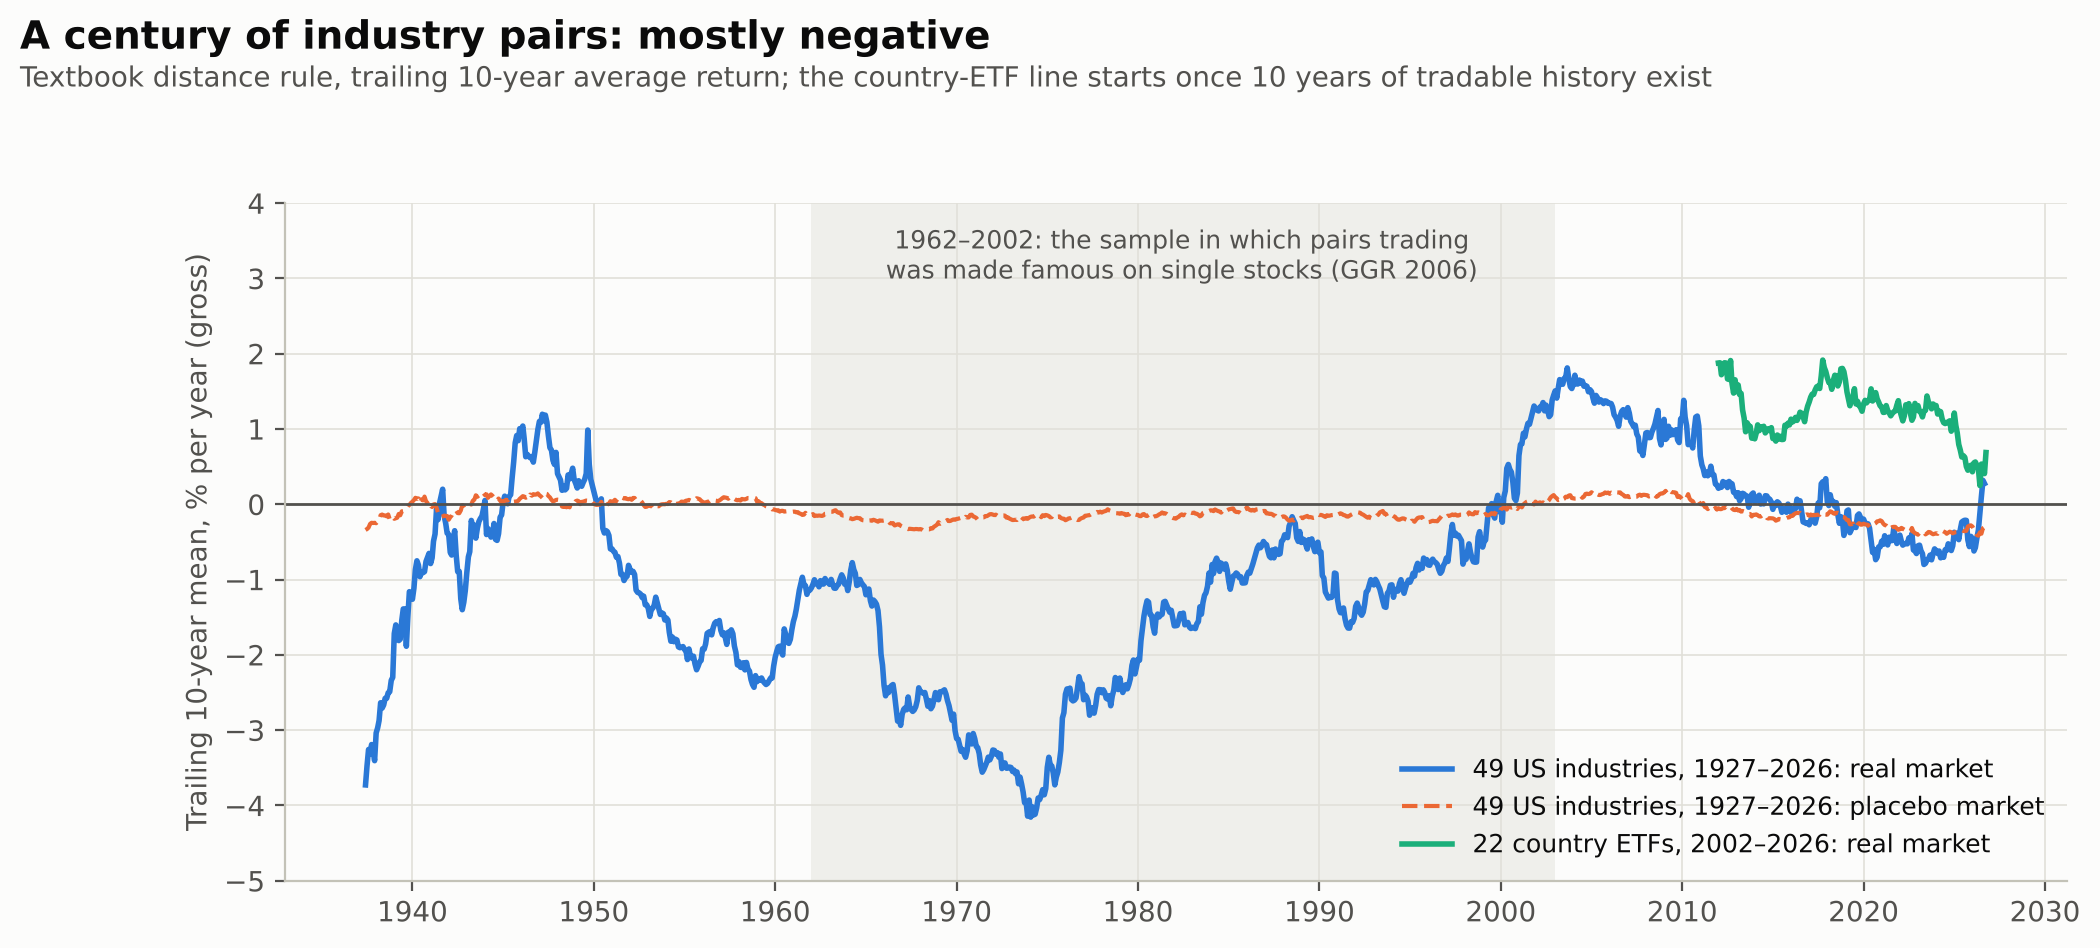 A century of industry pairs: mostly negative
Textbook distance rule, trailing 10-year average return; the country-ETF line starts once 10 years of tradable history exist
Trailing 10-year mean, % per year (gross)
4
3
2
1
0
−1
−2
−3
−4
−5
1962–2002: the sample in which pairs trading
was made famous on single stocks (GGR 2006)
49 US industries, 1927–2026: real market
49 US industries, 1927–2026: placebo market
22 country ETFs, 2002–2026: real market
1940 1950 1960 1970 1980 1990 2000 2010 2020 2030